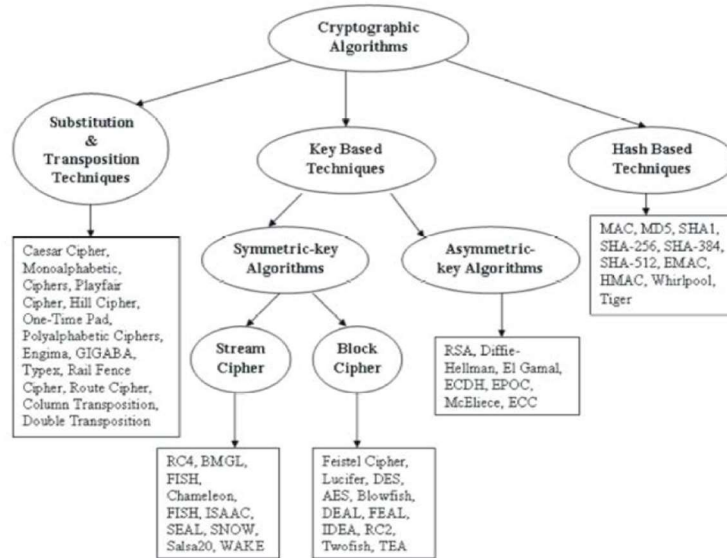 Cryptographic
Algorithms
Substitution
&
Transposition
Techniques
Key Based
Techniques
Hash Based
Techniques
Caesar Cipher,
Monoalphabetic,
Ciphers, Playfair
Cipher, Hill Cipher,
One-Time Pad,
Polyalphabetic Ciphers,
Engima, GIGABA,
Typex, Rail Fence
Cipher, Route Cipher,
Column Transposition,
Double Transposition
Symmetric-key
Algorithms
Asymmetric-
key Algorithms
MAC, MD5, SHA1,
SHA-256, SHA-384,
SHA-512, EMAC,
HMAC, Whirlpool,
Tiger
Stream
Cipher
Block
Cipher
RSA, Diffie-
Hellman, El Gamal,
ECDH, EPOC,
McEliece, ECC
RC4, BMGL,
FISH,
Chameleon,
FISH, ISAAC,
SEAL, SNOW,
Salsa20, WAKE
Feistel Cipher,
Lucifer, DES,
AES, Blowfish,
DEAL, FEAL,
IDEA, RC2,
Twofish, TEA